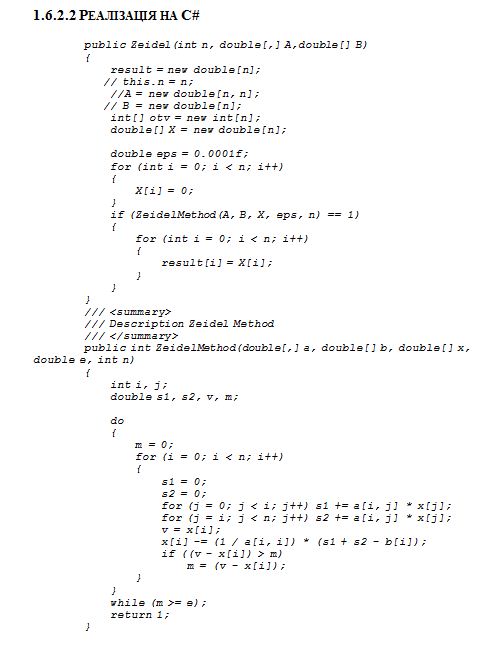 1.6.2.2 РЕАЛІЗАЦІЯ НА C#
public Zeidel(int n, double[,] A,double[] B)
{
result = new double[n];
// this.n = n;
//A = new double[n, n];
// B = new double[n];
int[] otv = new int[n];
double[] X = new double[n];
double eps = 0.0001f;
for (int i = 0; i < n; i++)
{
X[i] = 0;
}
if (ZeidelMethod(A, B, X, eps, n) == 1)
{
for (int i = 0; i < n; i++)
{
result[i] = X[i];
}
}
}
/// <summary>
/// Description Zeidel Method
/// </summary>
public int ZeidelMethod(double[,] a, double[] b, double[] x,
double e, int n)
{
int i, j;
double s1, s2, v, m;
do
{
m = 0;
for (i = 0; i < n; i++)
{
s1 = 0;
s2 = 0;
for (j = 0; j < i; j++) s1 += a[i, j] * x[j];
for (j = i; j < n; j++) s2 += a[i, j] * x[j];
v = x[i];
x[i] -= (1 / a[i, i]) * (s1 + s2 - b[i]);
if ((v - x[i]) > m)
m = (v - x[i]);
}
}
while (m >= e);
return 1;
}